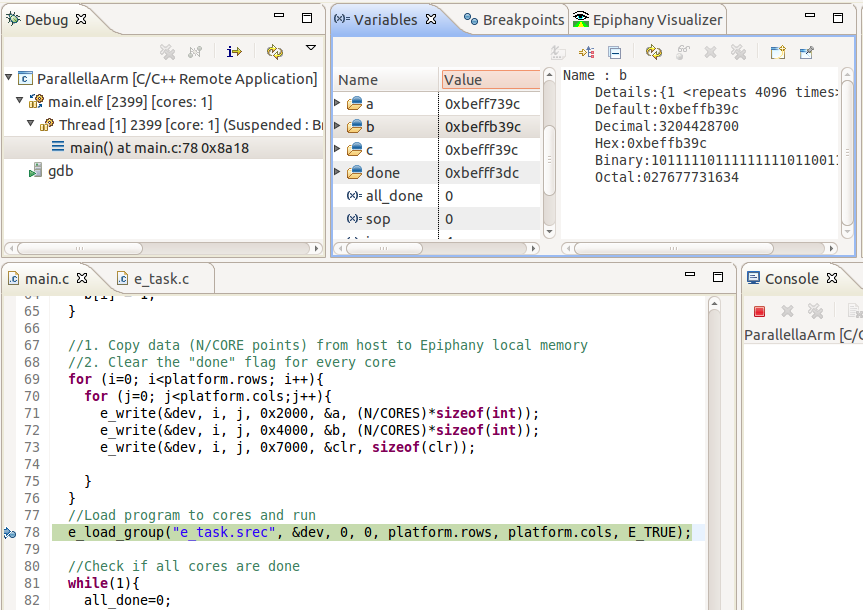 Debug
ParallellaArm [C/C++ Remote Application]
main.elf [2399] [cores: 1]
Thread [1] 2399 [core: 1] (Suspended : Br
main() at main.c:78 0x8a18
gdb
(x)= Variables Breakpoints Epiphany Visualizer
Name Value
a 0xbeff739c
b 0xbeffb39c
c 0xbefff39c
done 0xbefff3dc
(x)= all_done 0
(x)= sop 0
Name : b
Details:{1 <repeats 4096 times>
Default:0xbeffb39c
Decimal:3204428700
Hex:0xbeffb39c
Binary:101111101111111110110011
Octal:027677731634
main.c e_task.c
64 b[i] = 1;
65 }
66
67 //1. Copy data (N/CORE points) from host to Epiphany local memory
68 //2. Clear the "done" flag for every core
69 for (i=0; i<platform.rows; i++){
70 for (j=0; j<platform.cols;j++){
71 e_write(&dev, i, j, 0x2000, &a, (N/CORES)*sizeof(int));
72 e_write(&dev, i, j, 0x4000, &b, (N/CORES)*sizeof(int));
73 e_write(&dev, i, j, 0x7000, &clr, sizeof(clr));
74
75 }
76 }
77 //Load program to cores and run
78 e_load_group("e_task.srec", &dev, 0, 0, platform.rows, platform.cols, E_TRUE);
79
80 //Check if all cores are done
81 while(1){
82 all_done=0;
Console
ParallellaArm [C/C